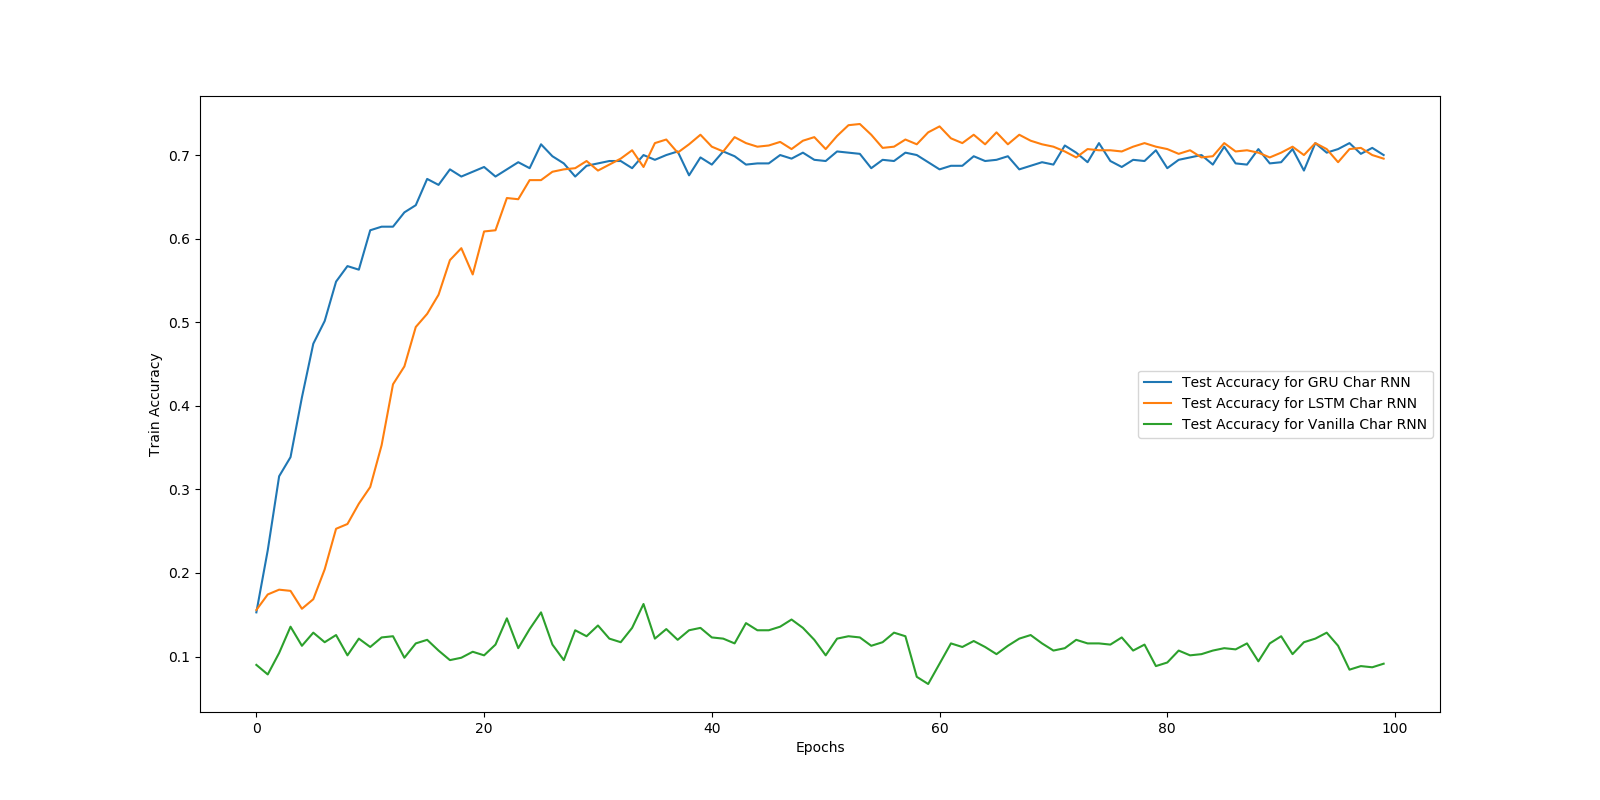 0.7
0.6
0.5
0.4
0.3
0.2
0.1
Train Accuracy
Test Accuracy for GRU Char RNN
Test Accuracy for LSTM Char RNN
Test Accuracy for Vanilla Char RNN
0 20 40 60 80 100
Epochs